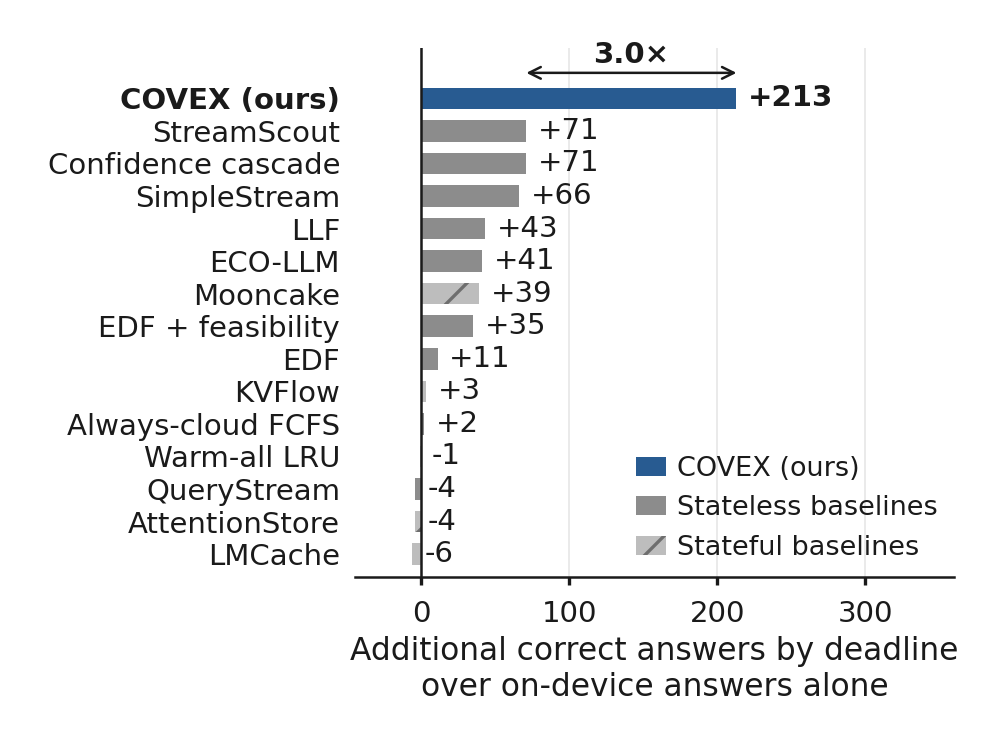 3.0×
COVEX (ours) +213
StreamScout +71
Confidence cascade +71
SimpleStream +66
LLF +43
ECO-LLM +41
Mooncake +39
EDF + feasibility +35
EDF +11
KVFlow +3
Always-cloud FCFS +2
Warm-all LRU -1
QueryStream -4
AttentionStore -4
LMCache -6
COVEX (ours)
Stateless baselines
Stateful baselines
0 100 200 300
Additional correct answers by deadline
over on-device answers alone